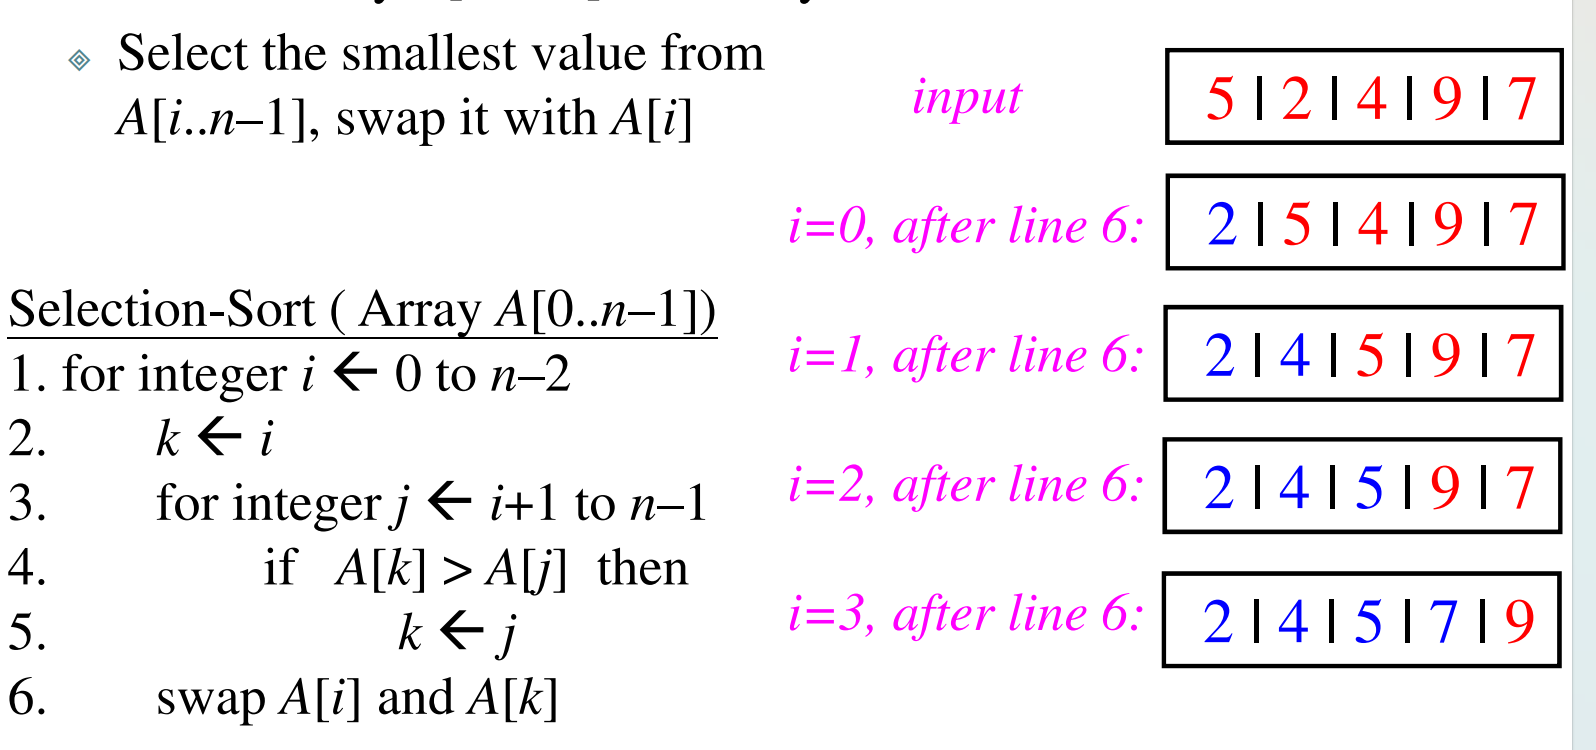 Select the smallest value from
A[i..n–1], swap it with A[i]
Selection-Sort ( Array A[0..n–1])
1. for integer i ← 0 to n–2
2. k ← i
3. for integer j ← i+1 to n–1
4. if A[k] > A[j] then
5. k ← j
6. swap A[i] and A[k]
input 5 | 2 | 4 | 9 | 7
i=0, after line 6: 2 | 5 | 4 | 9 | 7
i=1, after line 6: 2 | 4 | 5 | 9 | 7
i=2, after line 6: 2 | 4 | 5 | 9 | 7
i=3, after line 6: 2 | 4 | 5 | 7 | 9